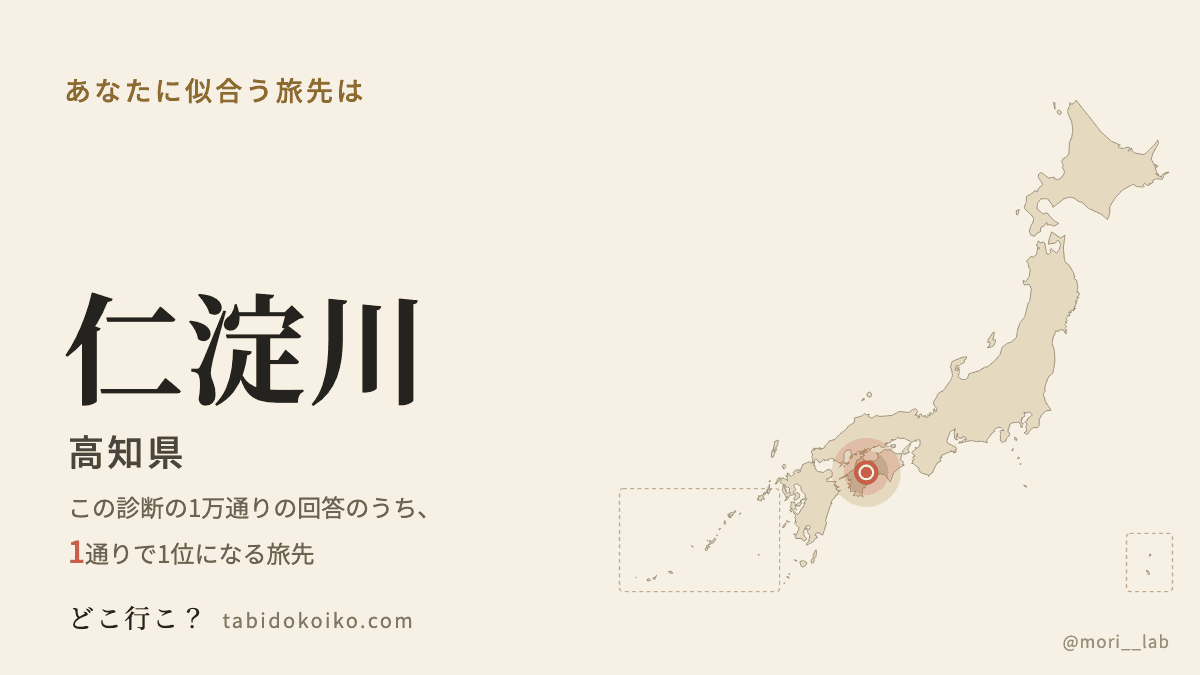 あなたに似合う旅先は
仁淀川
高知県
この診断の1万通りの回答のうち、
1通りで1位になる旅先
どこ行こ？ tabidokoiko.com
@mori__lab